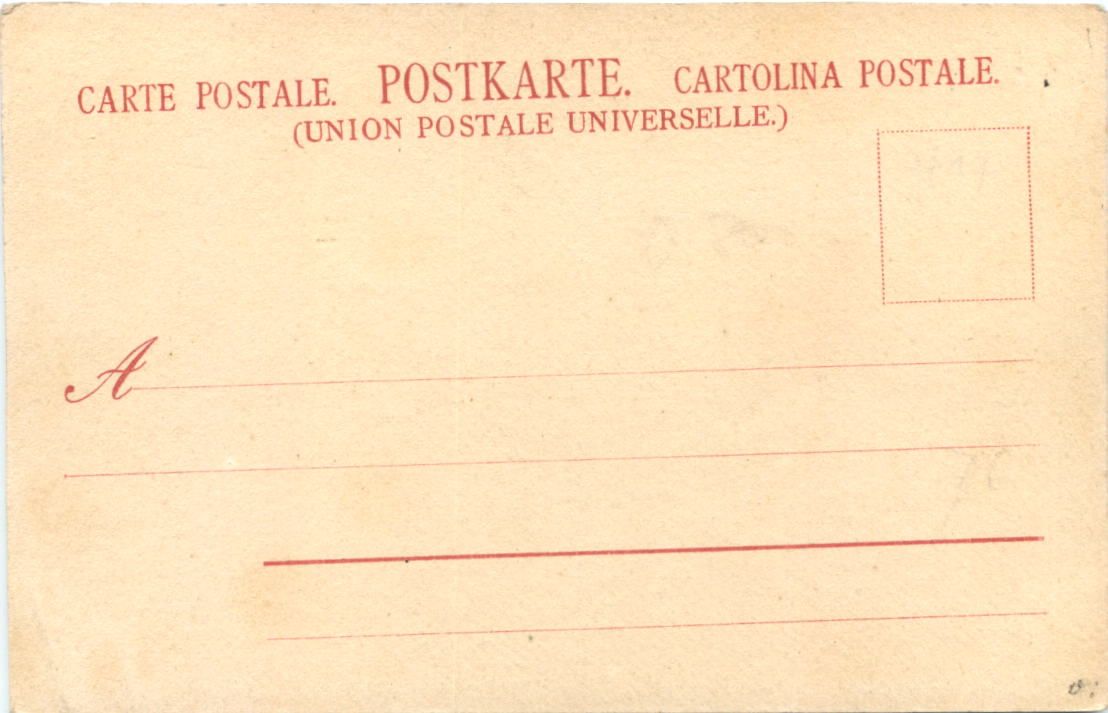 CARTE POSTALE. POSTKARTE. CARTOLINA POSTALE.
(UNION POSTALE UNIVERSELLE.)
A